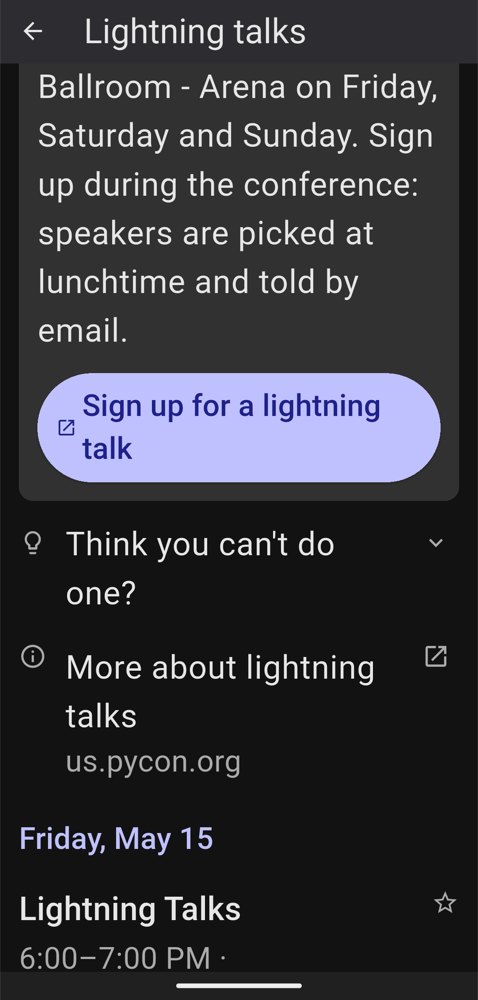 Lightning talks
Ballroom - Arena on Friday,
Saturday and Sunday. Sign
up during the conference:
speakers are picked at
lunchtime and told by
email.
Sign up for a lightning
talk
Think you can't do
one?
More about lightning
talks
us.pycon.org
Friday, May 15
Lightning Talks
6:00–7:00 PM ·